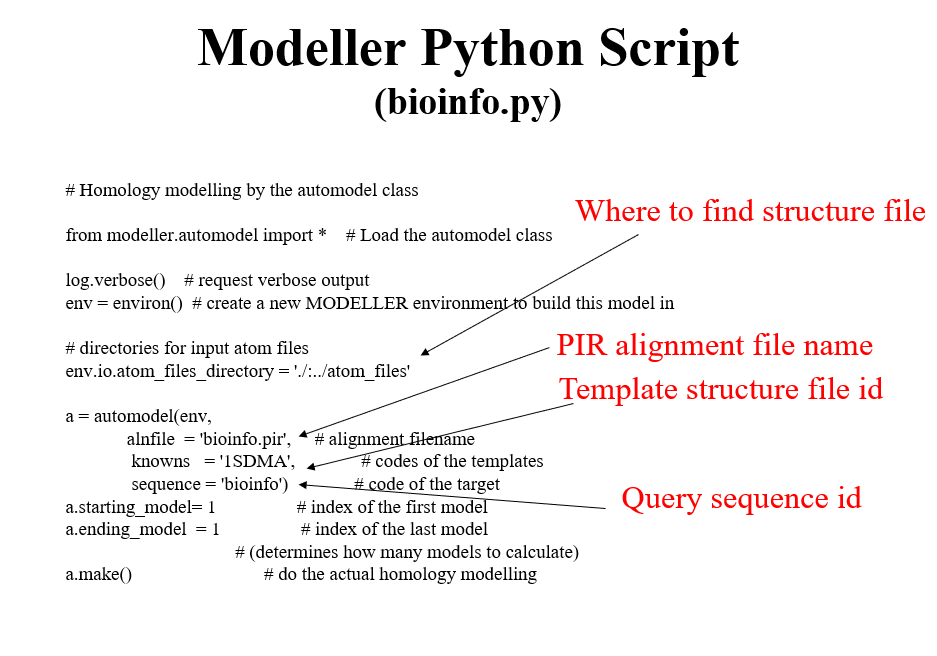 Modeller Python Script
(bioinfo.py)
# Homology modelling by the automodel class
Where to find structure file
from modeller.automodel import * # Load the automodel class
log.verbose() # request verbose output
env = environ() # create a new MODELLER environment to build this model in
# directories for input atom files
PIR alignment file name
env.io.atom_files_directory = './:../atom_files'
Template structure file id
a = automodel(env,
alnfile = 'bioinfo.pir', # alignment filename
knowns = '1SDMA', # codes of the templates
sequence = 'bioinfo') # code of the target
Query sequence id
a.starting_model= 1 # index of the first model
a.ending_model = 1 # index of the last model
# (determines how many models to calculate)
a.make() # do the actual homology modelling